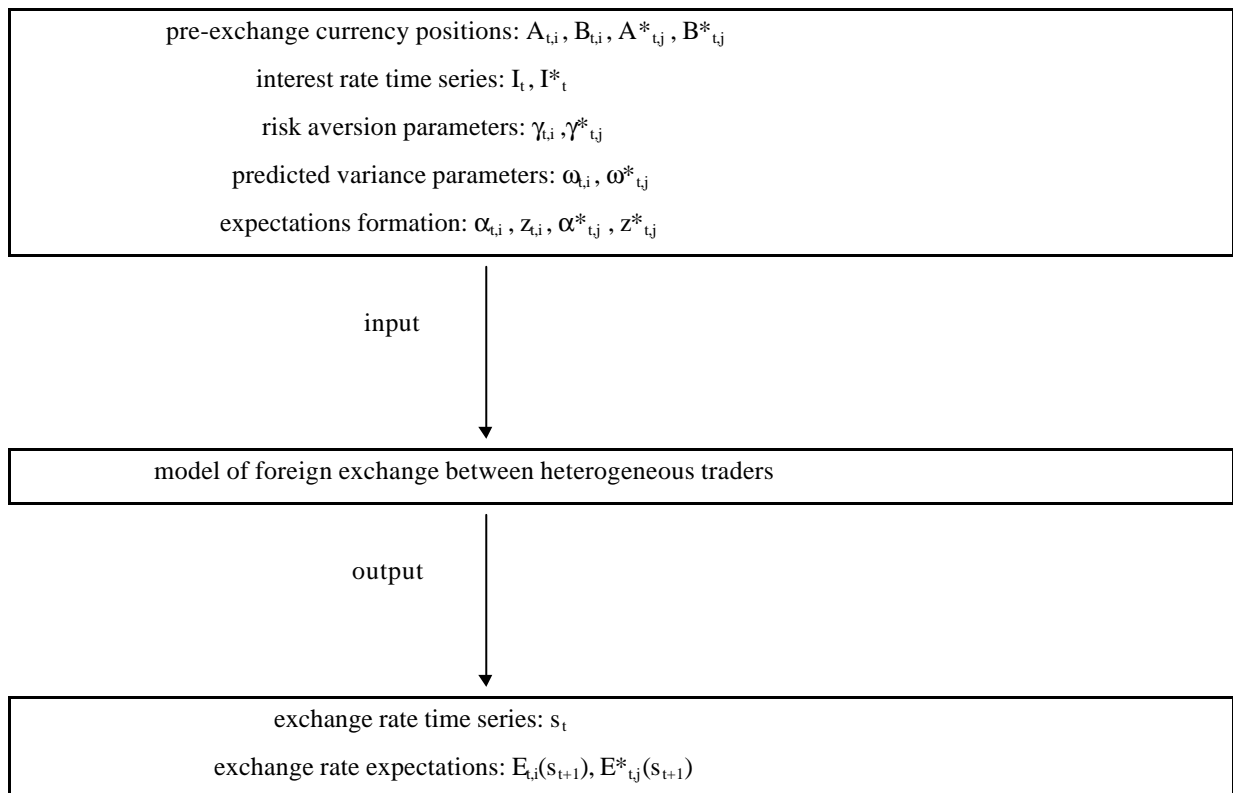 pre-exchange currency positions: A_{t,i} , B_{t,i} , A*_{t,j} , B*_{t,j}
interest rate time series: I_t , I*_t
risk aversion parameters: γ_{t,i} ,γ*_{t,j}
predicted variance parameters: ω_{t,i} , ω*_{t,j}
expectations formation: α_{t,i} , z_{t,i} , α*_{t,j} , z*_{t,j}
input
model of foreign exchange between heterogeneous traders
output
exchange rate time series: s_t
exchange rate expectations: E_{t,i}(s_{t+1}), E*_{t,j}(s_{t+1})